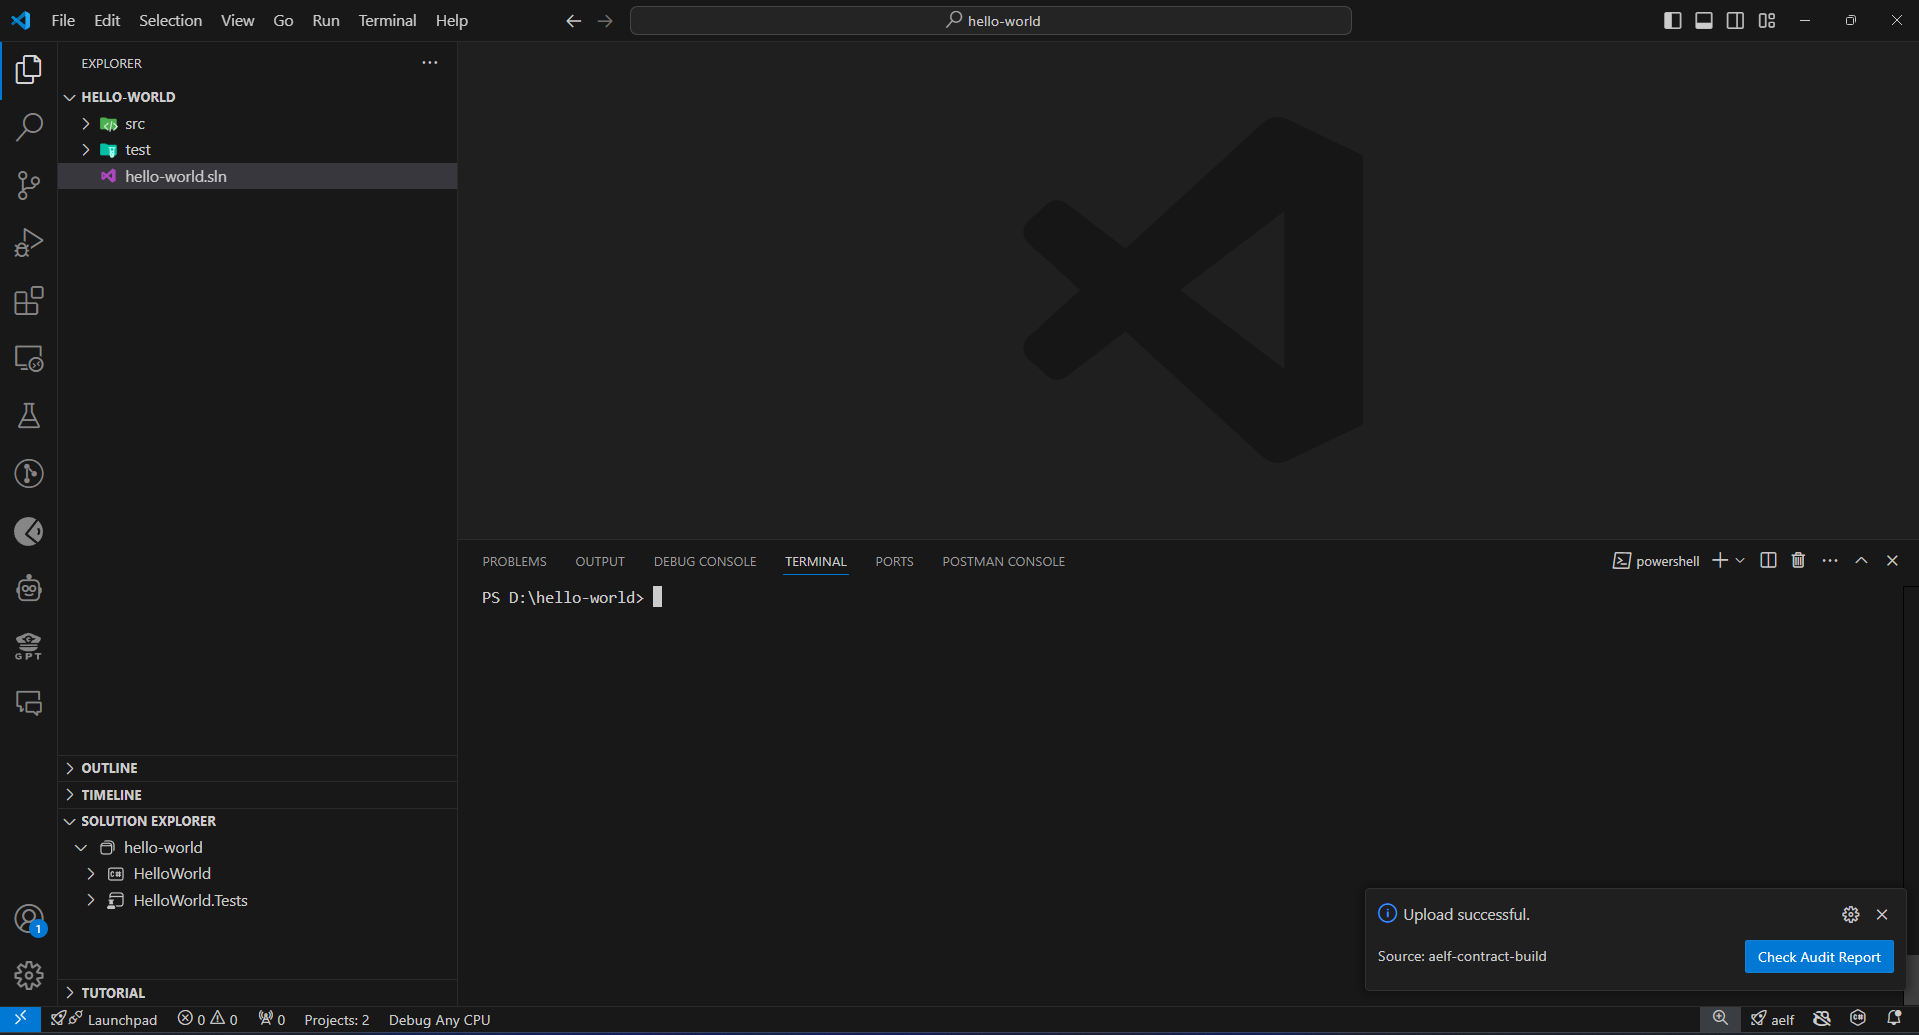 File Edit Selection View Go Run Terminal Help
hello-world
EXPLORER
HELLO-WORLD
src
test
hello-world.sln
OUTLINE
TIMELINE
SOLUTION EXPLORER
hello-world
HelloWorld
HelloWorld.Tests
TUTORIAL
PROBLEMS OUTPUT DEBUG CONSOLE TERMINAL PORTS POSTMAN CONSOLE
powershell
PS D:\hello-world>
GPT
1
Upload successful.
Source: aelf-contract-build
Check Audit Report
Launchpad 0 0 0 Projects: 2 Debug Any CPU
aelf